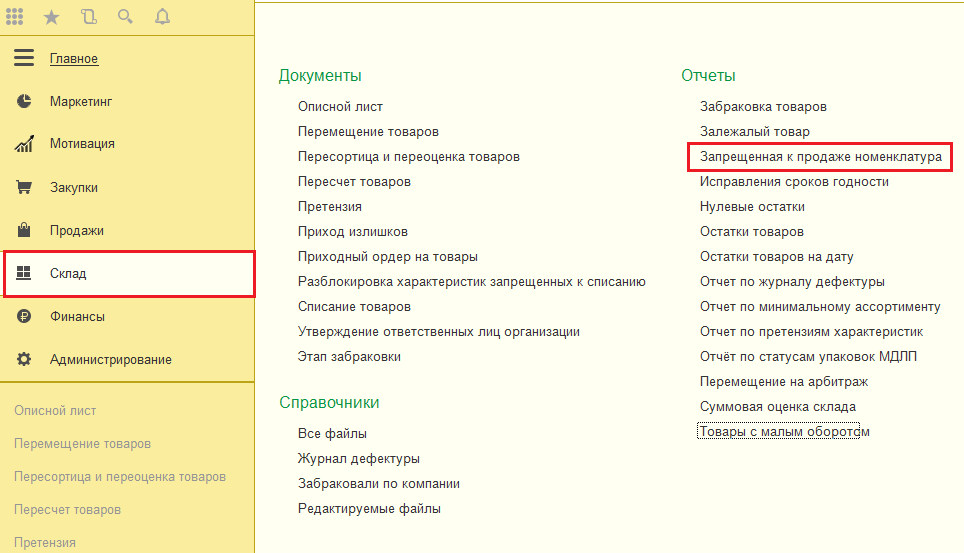 Главное
Маркетинг
Мотивация
Закупки
Продажи
Склад
Финансы
Администрирование
Описной лист
Перемещение товаров
Пересортица и переоценка товаров
Пересчет товаров
Претензия
Документы
Описной лист
Перемещение товаров
Пересортица и переоценка товаров
Пересчет товаров
Претензия
Приход излишков
Приходный ордер на товары
Разблокировка характеристик запрещенных к списанию
Списание товаров
Утверждение ответственных лиц организации
Этап забраковки
Справочники
Все файлы
Журнал дефектуры
Забраковали по компании
Редактируемые файлы
Отчеты
Забраковка товаров
Залежалый товар
Запрещенная к продаже номенклатура
Исправления сроков годности
Нулевые остатки
Остатки товаров
Остатки товаров на дату
Отчет по журналу дефектуры
Отчет по минимальному ассортименту
Отчет по претензиям характеристик
Отчёт по статусам упаковок МДЛП
Перемещение на арбитраж
Суммовая оценка склада
Товары с малым оборотом